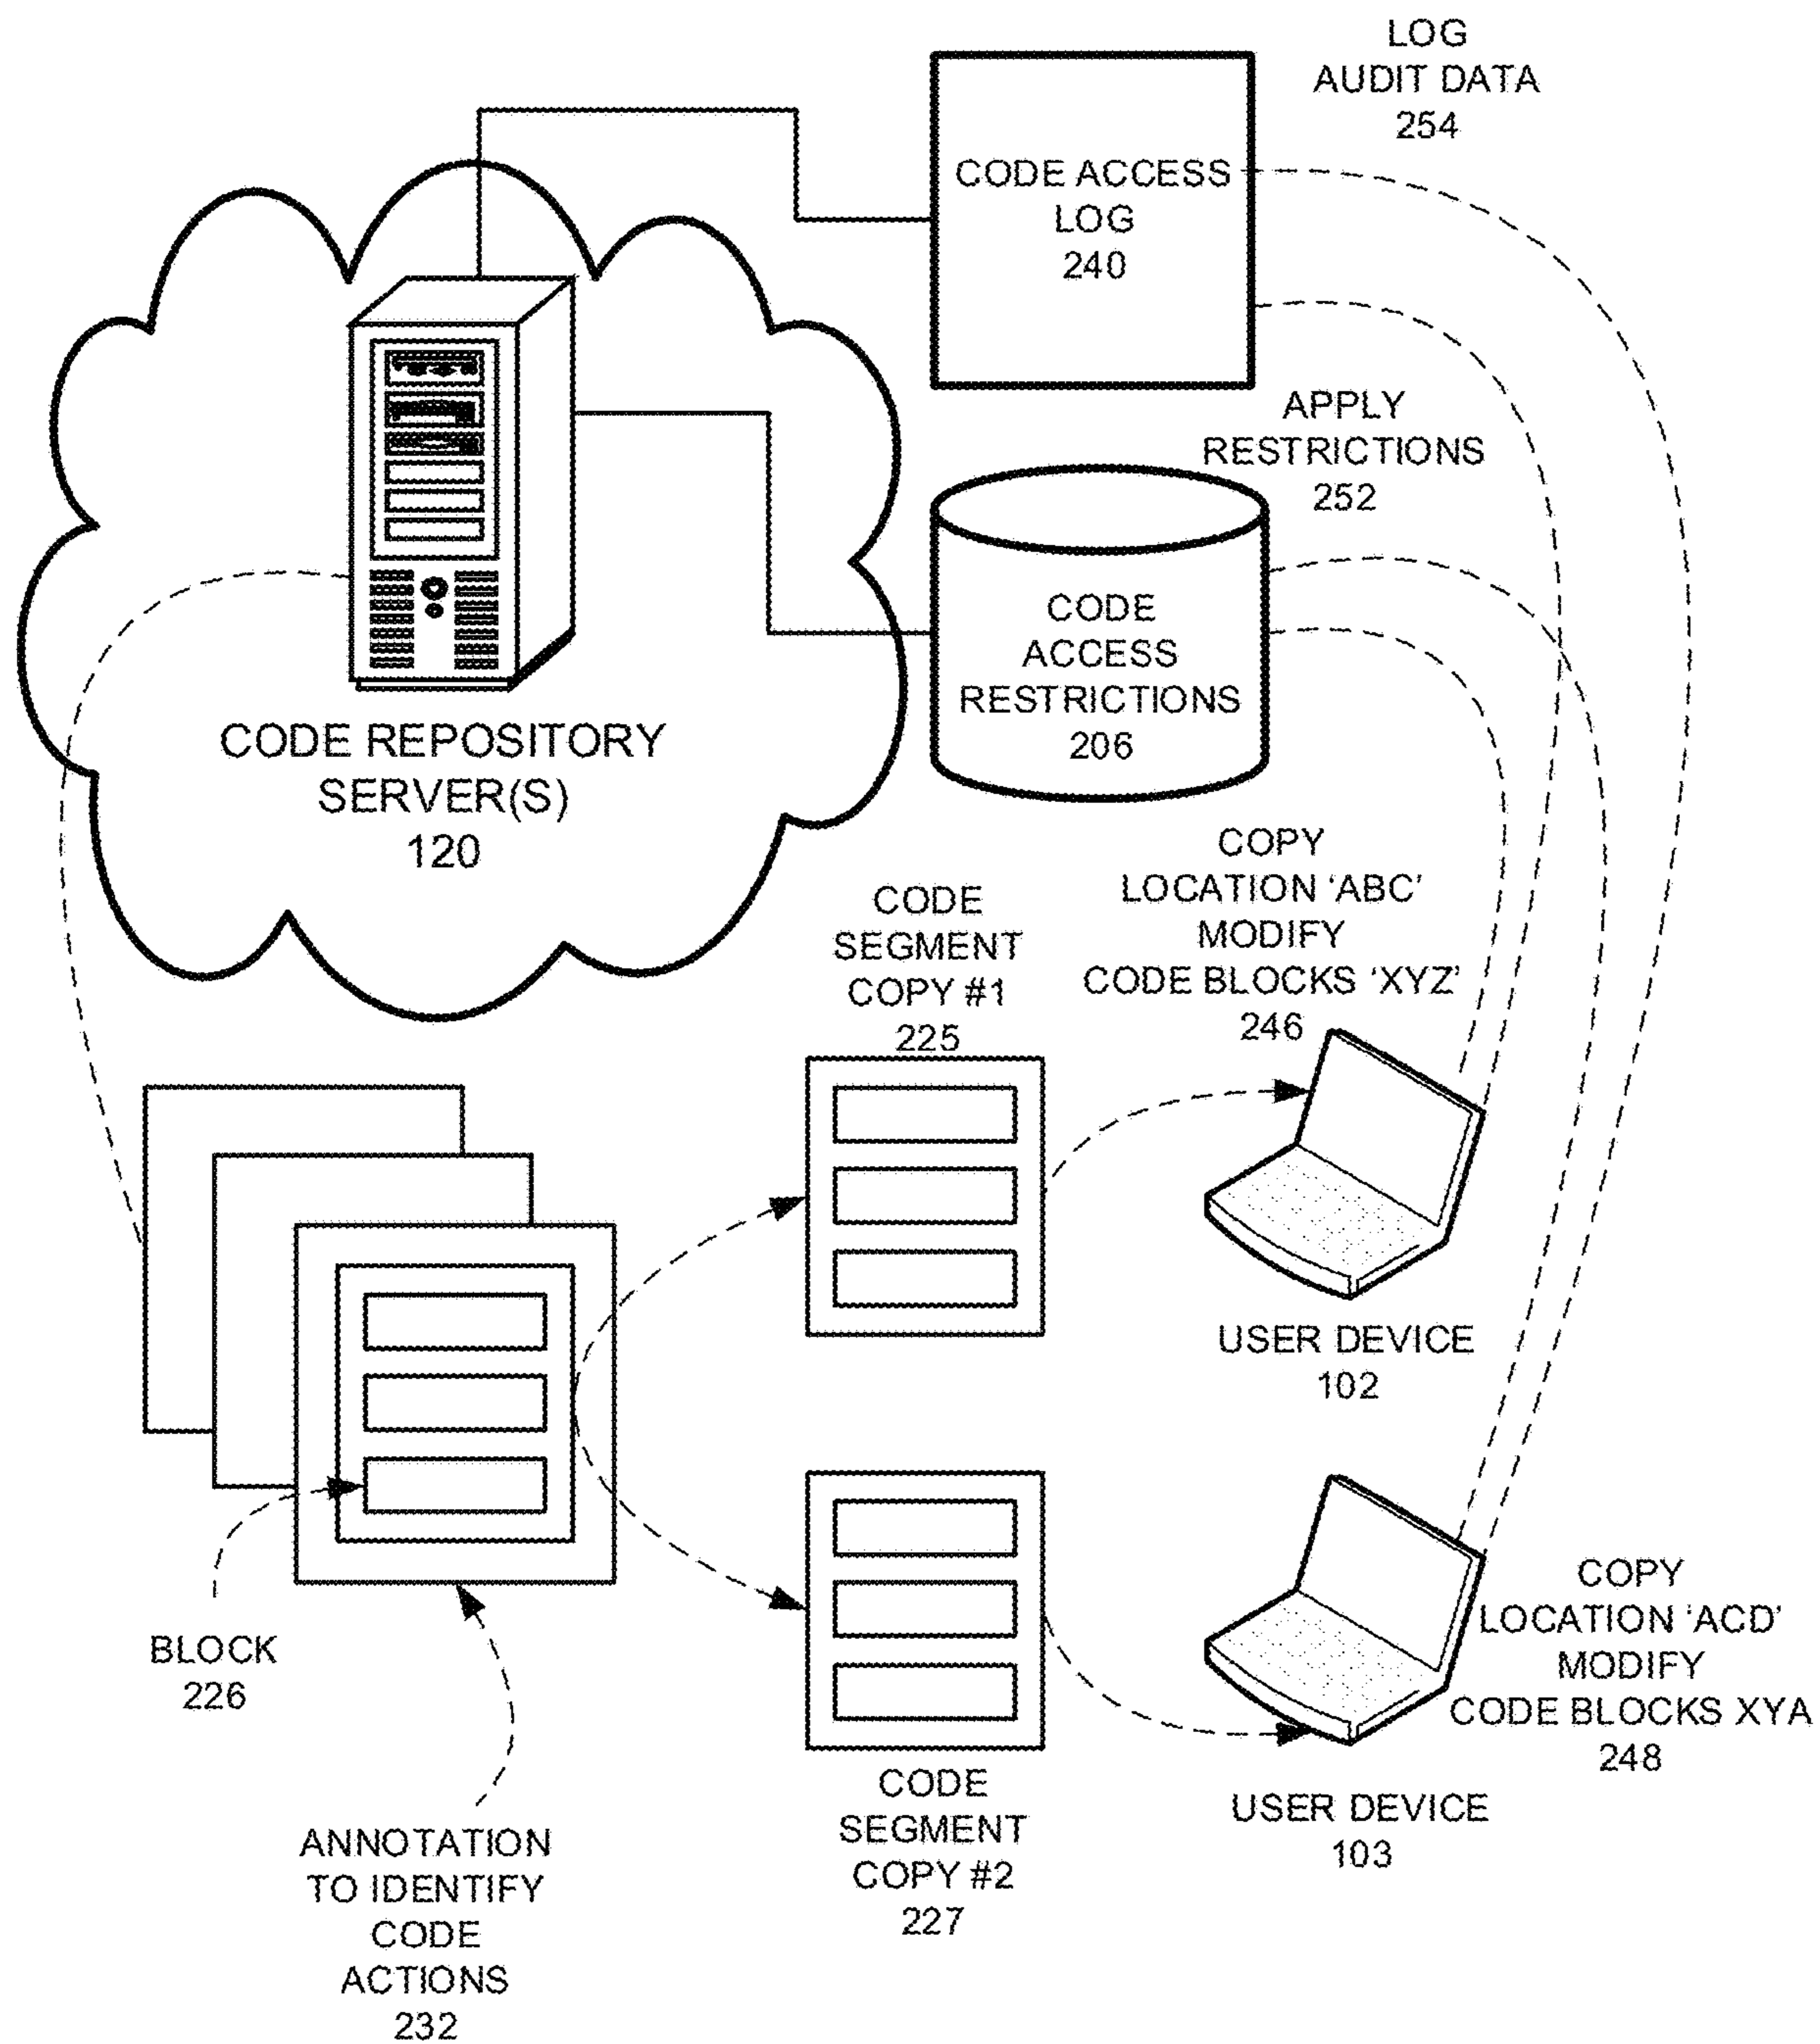 LOG
AUDIT DATA
254
CODE ACCESS
LOG
240
APPLY
RESTRICTIONS
252
CODE
ACCESS
RESTRICTIONS
206
CODE REPOSITORY
SERVER(S)
120
COPY
LOCATION ‘ABC’
MODIFY
CODE BLOCKS ‘XYZ’
246
CODE
SEGMENT
COPY #1
225
USER DEVICE
102
BLOCK
226
COPY
LOCATION ‘ACD’
MODIFY
CODE BLOCKS XYA
248
CODE
SEGMENT
COPY #2
227
USER DEVICE
103
ANNOTATION
TO IDENTIFY
CODE
ACTIONS
232